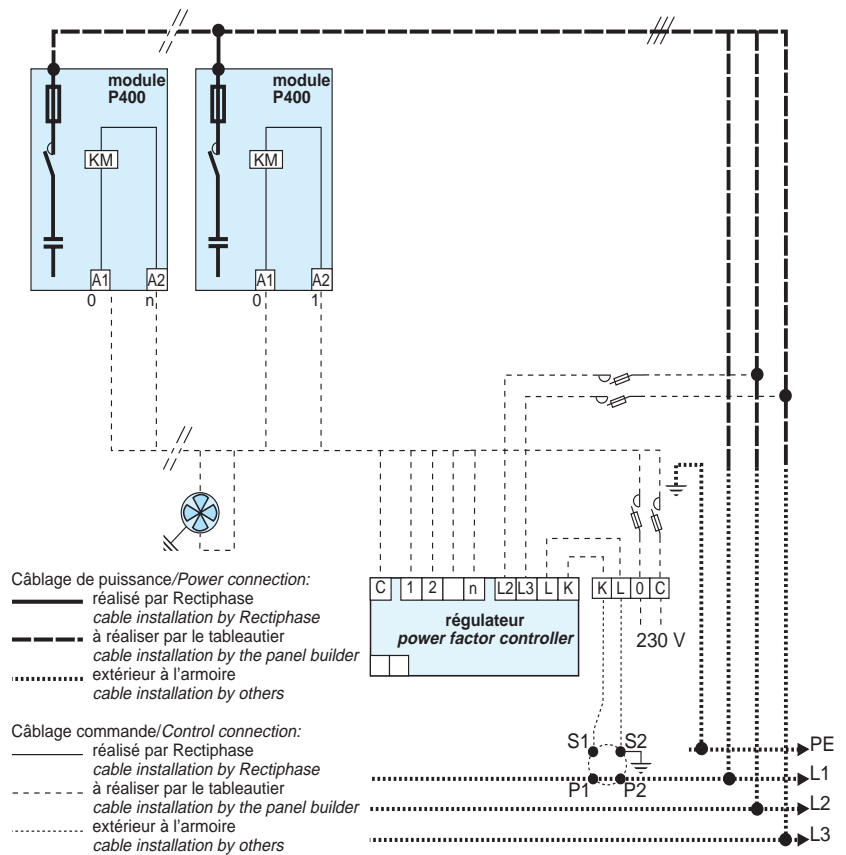 module
P400
module
P400
KM
KM
A1
A2
A1
A2
0
n
0
1
C
1
2
n
L2
L3
L
K
K
L
0
C
régulateur
power factor controller
230 V
Câblage de puissance/Power connection:
réalisé par Rectiphase
cable installation by Rectiphase
à réaliser par le tableautier
cable installation by the panel builder
extérieur à l'armoire
cable installation by others
Câblage commande/Control connection:
réalisé par Rectiphase
cable installation by Rectiphase
à réaliser par le tableautier
cable installation by the panel builder
extérieur à l'armoire
cable installation by others
S1
S2
P1
P2
PE
L1
L2
L3